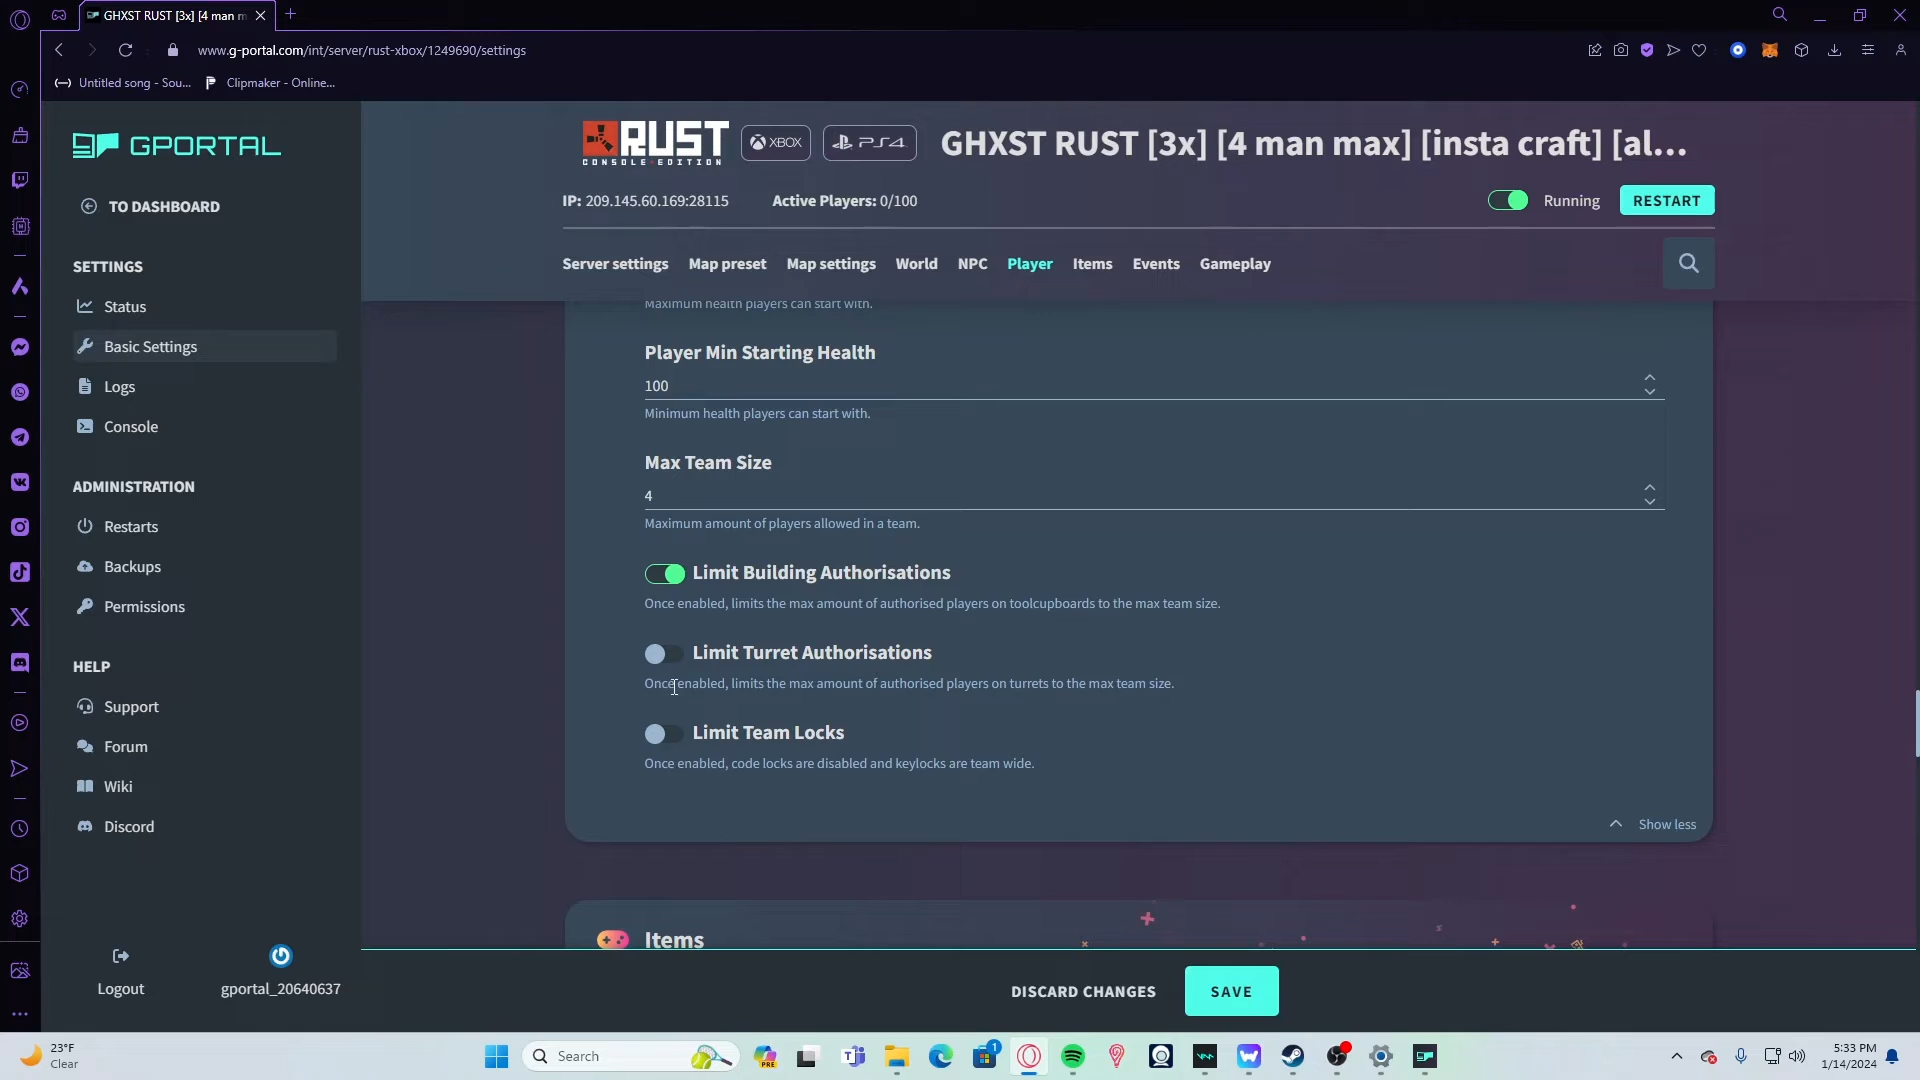 GHXST RUST [3x] [4 man m
www.g-portal.com/int/server/rust-xbox/1249690/settings
Untitled song - Sou...
Clipmaker - Online...
GPORTAL
TO DASHBOARD
SETTINGS
Status
Basic Settings
Logs
Console
ADMINISTRATION
Restarts
Backups
Permissions
HELP
Support
Forum
Wiki
Discord
Logout
gportal_20640637
RUST
CONSOLE EDITION
XBOX
PS4
GHXST RUST [3x] [4 man max] [insta craft] [al...
IP: 209.145.60.169:28115
Active Players: 0/100
Running
RESTART
Server settings
Map preset
Map settings
World
NPC
Player
Items
Events
Gameplay
Maximum health players can start with.
Player Min Starting Health
100
Minimum health players can start with.
Max Team Size
4
Maximum amount of players allowed in a team.
Limit Building Authorisations
Once enabled, limits the max amount of authorised players on toolcupboards to the max team size.
Limit Turret Authorisations
Once enabled, limits the max amount of authorised players on turrets to the max team size.
Limit Team Locks
Once enabled, code locks are disabled and keylocks are team wide.
Show less
Items
DISCARD CHANGES
SAVE
23°F
Clear
Search
PRE
1
5:33 PM
1/14/2024